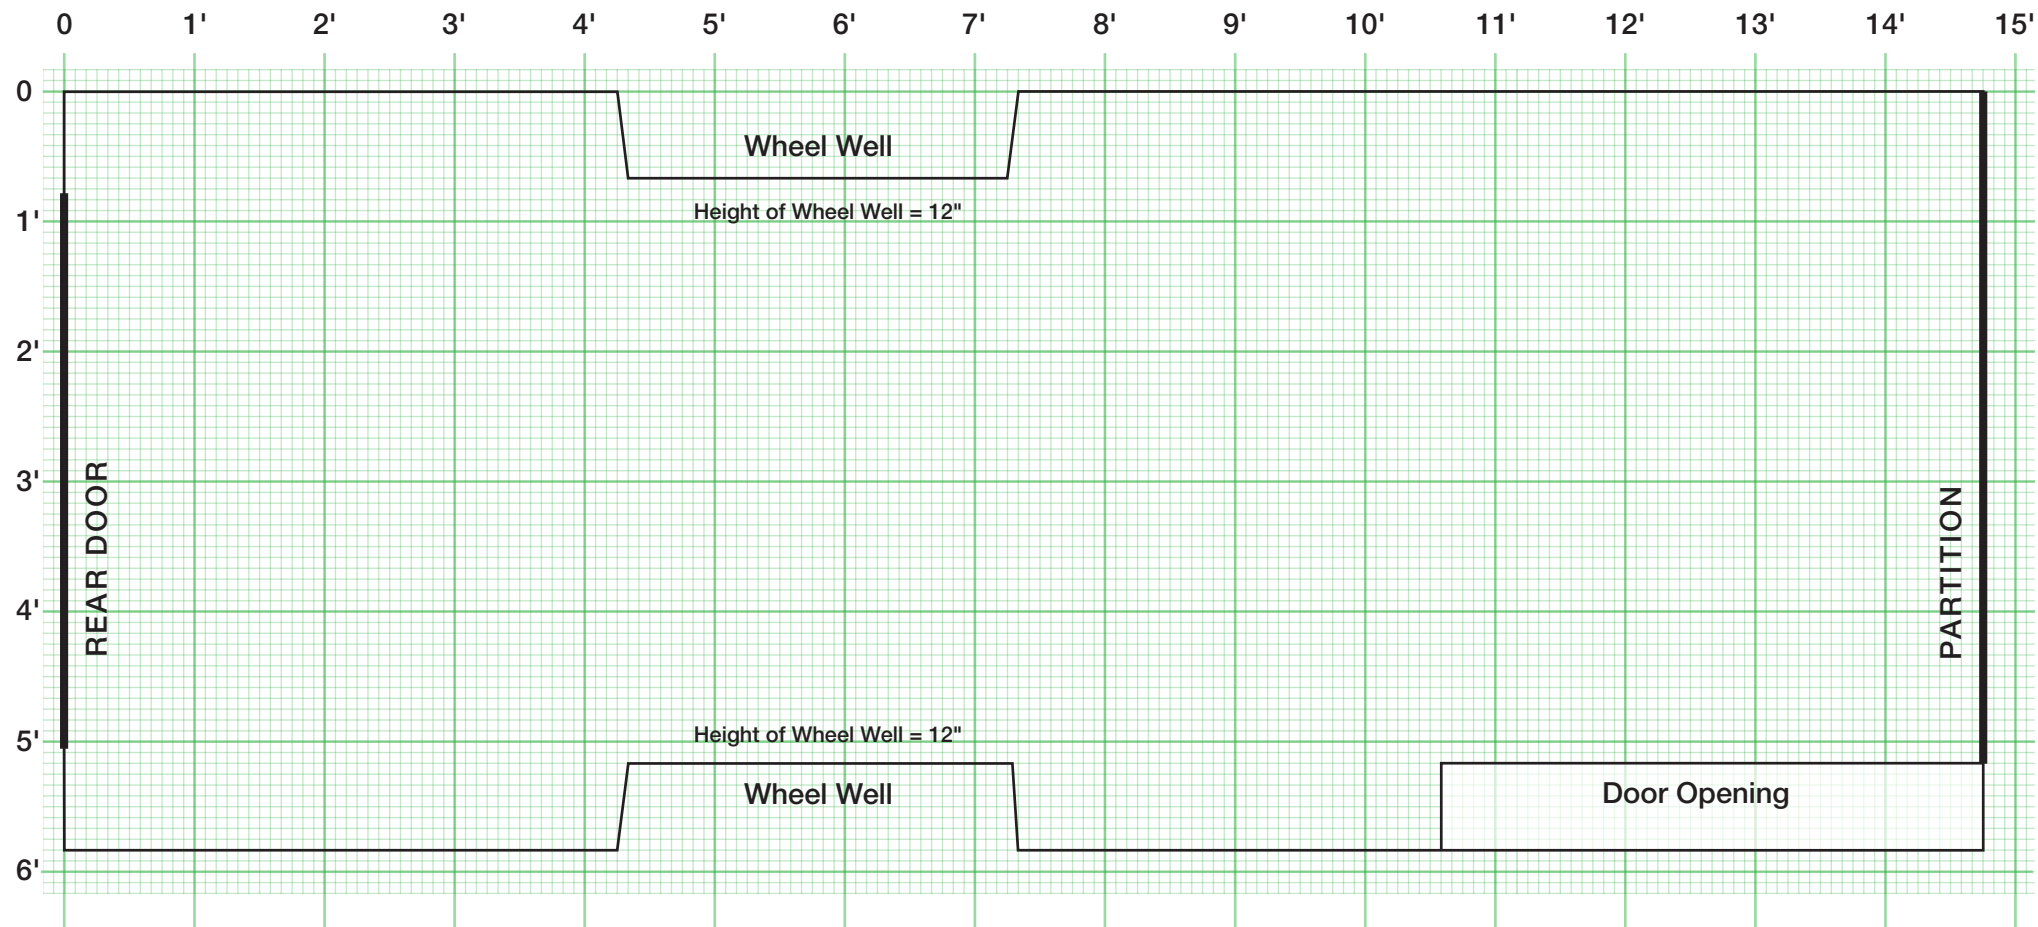 0 1' 2' 3' 4' 5' 6' 7' 8' 9' 10' 11' 12' 13' 14' 15'
0
Wheel Well
Height of Wheel Well = 12"
1'
2'
3'
REAR DOOR
PARTITION
4'
Height of Wheel Well = 12"
5'
Wheel Well
Door Opening
6'